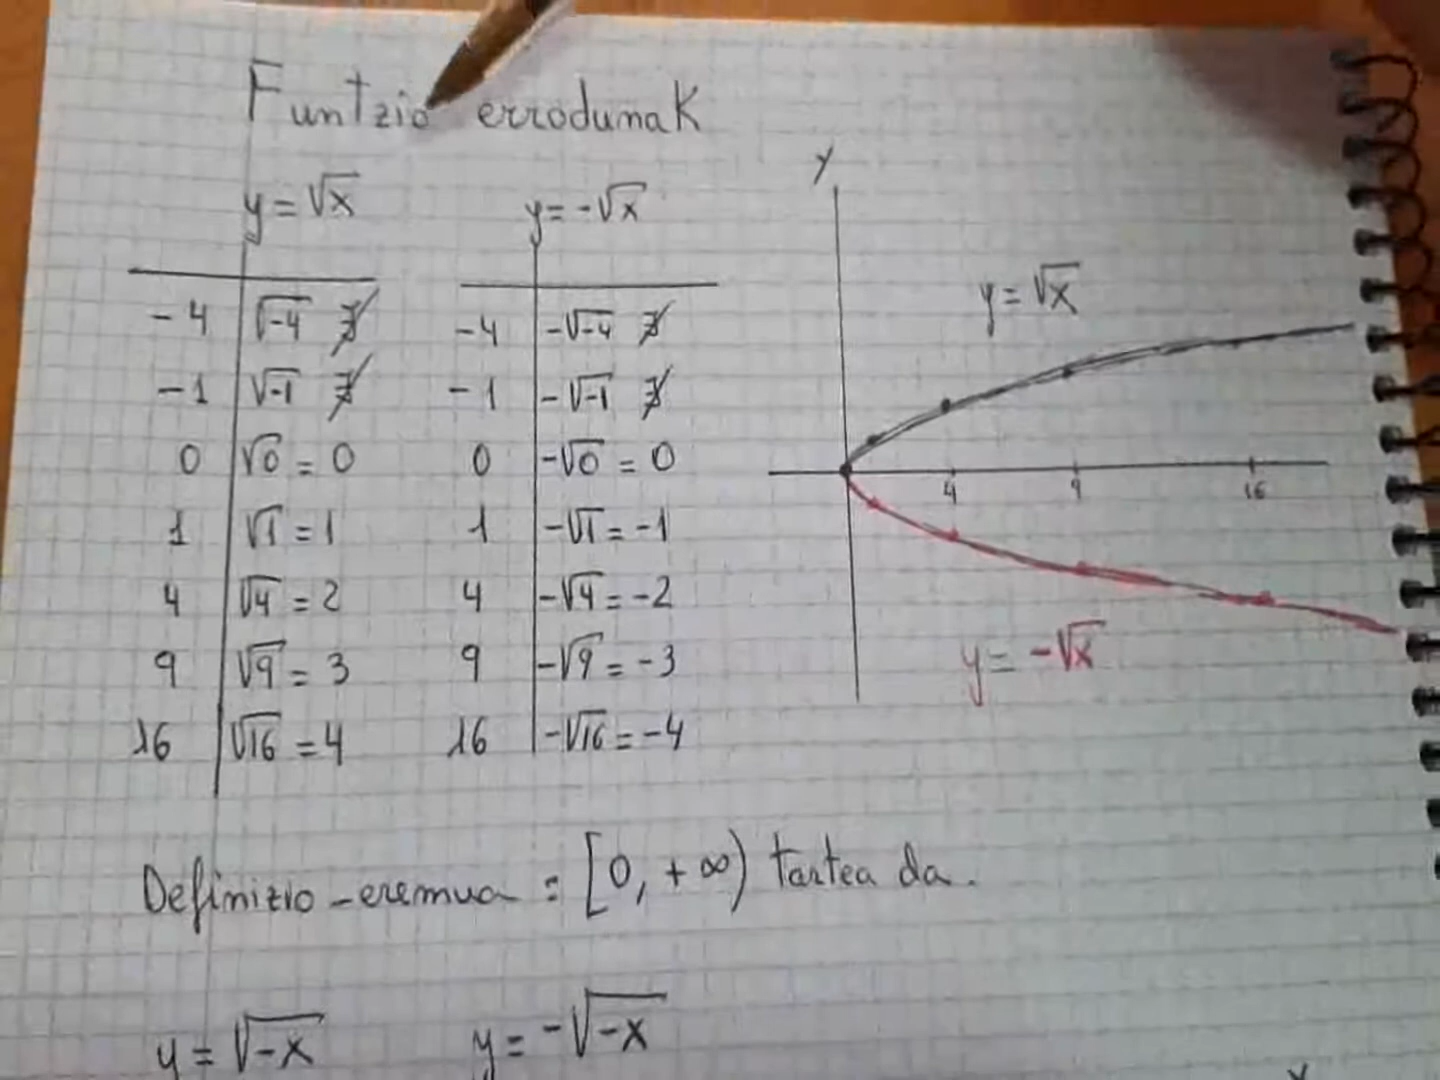 Funtzio errodunak
y = √x    y = -√x
-4    √-4 ∄    -4    -√-4 ∄
-1    √-1 ∄    -1    -√-1 ∄
0    √0 = 0    0    -√0 = 0
1    √1 = 1    1    -√1 = -1
4    √4 = 2    4    -√4 = -2
9    √9 = 3    9    -√9 = -3
16    √16 = 4    16    -√16 = -4
Y
y = √x
4    9    16
y = -√x
Definizio-eremua = [0, +∞) tartea da.
y = √-x    y = -√-x